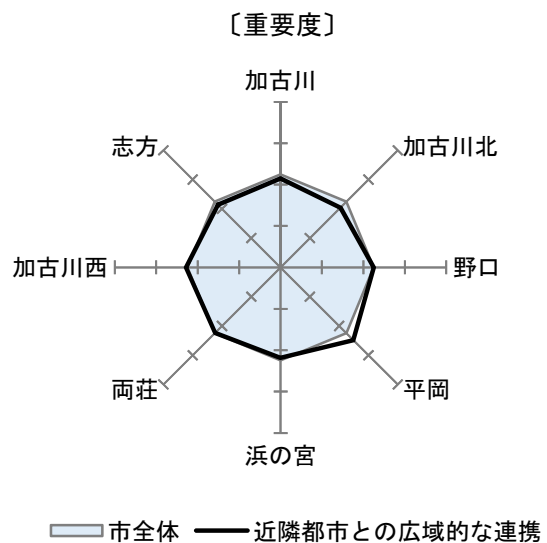 〔重要度〕
加古川
志方
加古川北
加古川西
野口
両荘
平岡
浜の宮
市全体
近隣都市との広域的な連携